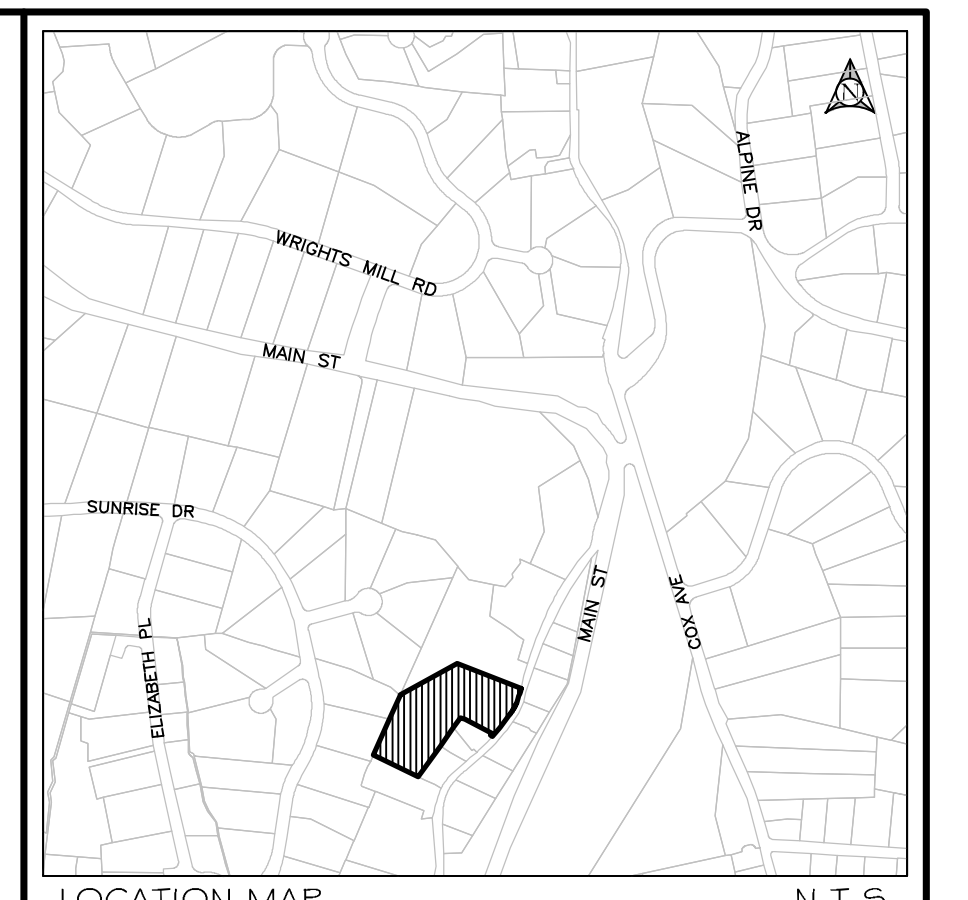 N
ALPINE DR
WRIGHTS MILL RD
MAIN ST
SUNRISE DR
MAIN ST
COX AVE
ELIZABETH PL
LOCATION MAP
N.T.S.